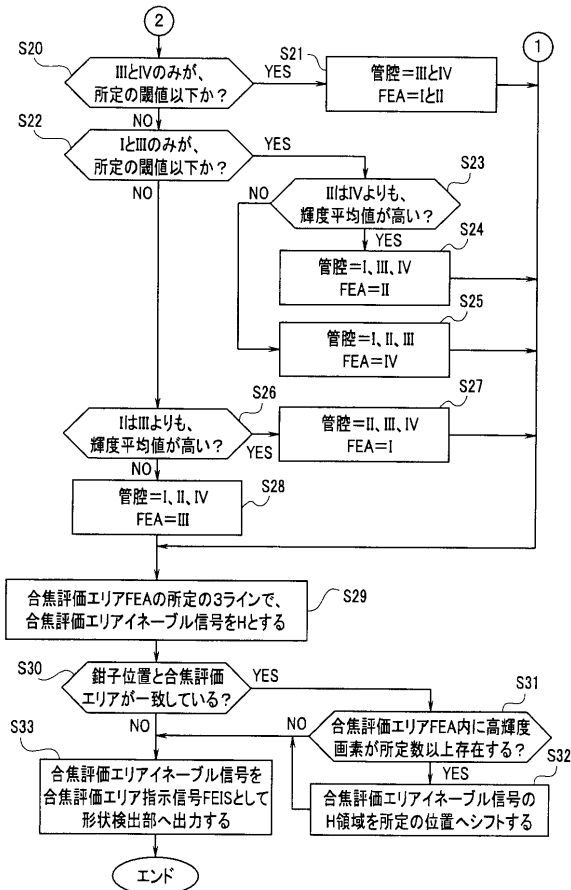 2
1
S20
IIIとIVのみが、
所定の閾値以下か?
YES
S21
管腔=IIIとIV
FEA=IとII
NO
S22
IとIIIのみが、
所定の閾値以下か?
YES
NO
S23
IIはIVよりも、
輝度平均値が高い?
NO
YES
S24
管腔=I、III、IV
FEA=II
S25
管腔=I、II、III
FEA=IV
S26
IはIIIよりも、
輝度平均値が高い?
YES
S27
管腔=II、III、IV
FEA=I
NO
S28
管腔=I、II、IV
FEA=III
S29
合焦評価エリアFEAの所定の3ラインで、
合焦評価エリアイネーブル信号をHとする
S30
鉗子位置と合焦評価
エリアが一致している?
YES
NO
S31
合焦評価エリアFEA内に高輝度
画素が所定数以上存在する?
NO
YES
S32
合焦評価エリアイネーブル信号の
H領域を所定の位置へシフトする
S33
合焦評価エリアイネーブル信号を
合焦評価エリア指示信号FEISとして
形状検出部へ出力する
エンド